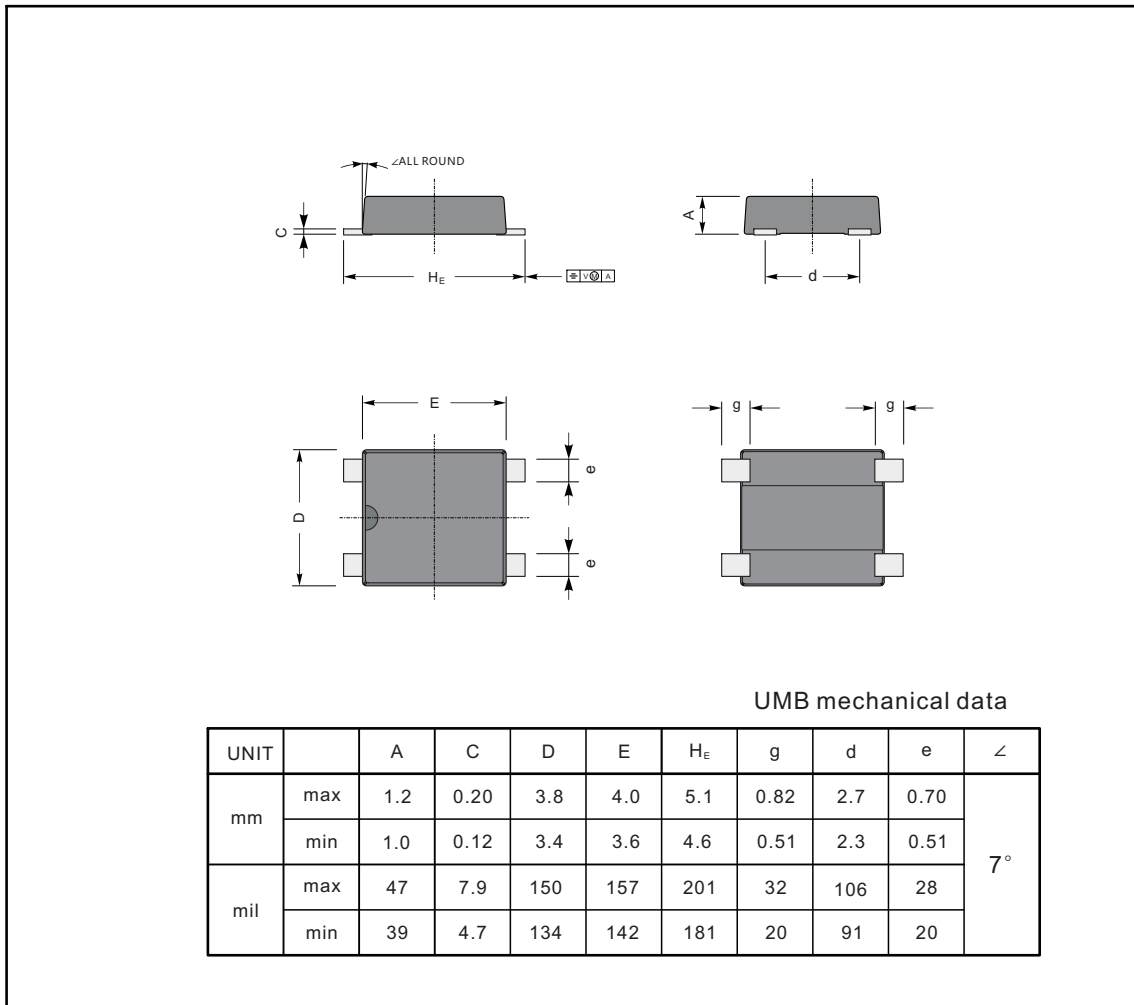 ∠ALL ROUND
C
HE
V Ⓜ A
A
d
E
D
e
e
g
g
UMB mechanical data
UNIT A C D E HE g d e ∠
mm max 1.2 0.20 3.8 4.0 5.1 0.82 2.7 0.70 7°
min 1.0 0.12 3.4 3.6 4.6 0.51 2.3 0.51
mil max 47 7.9 150 157 201 32 106 28
min 39 4.7 134 142 181 20 91 20